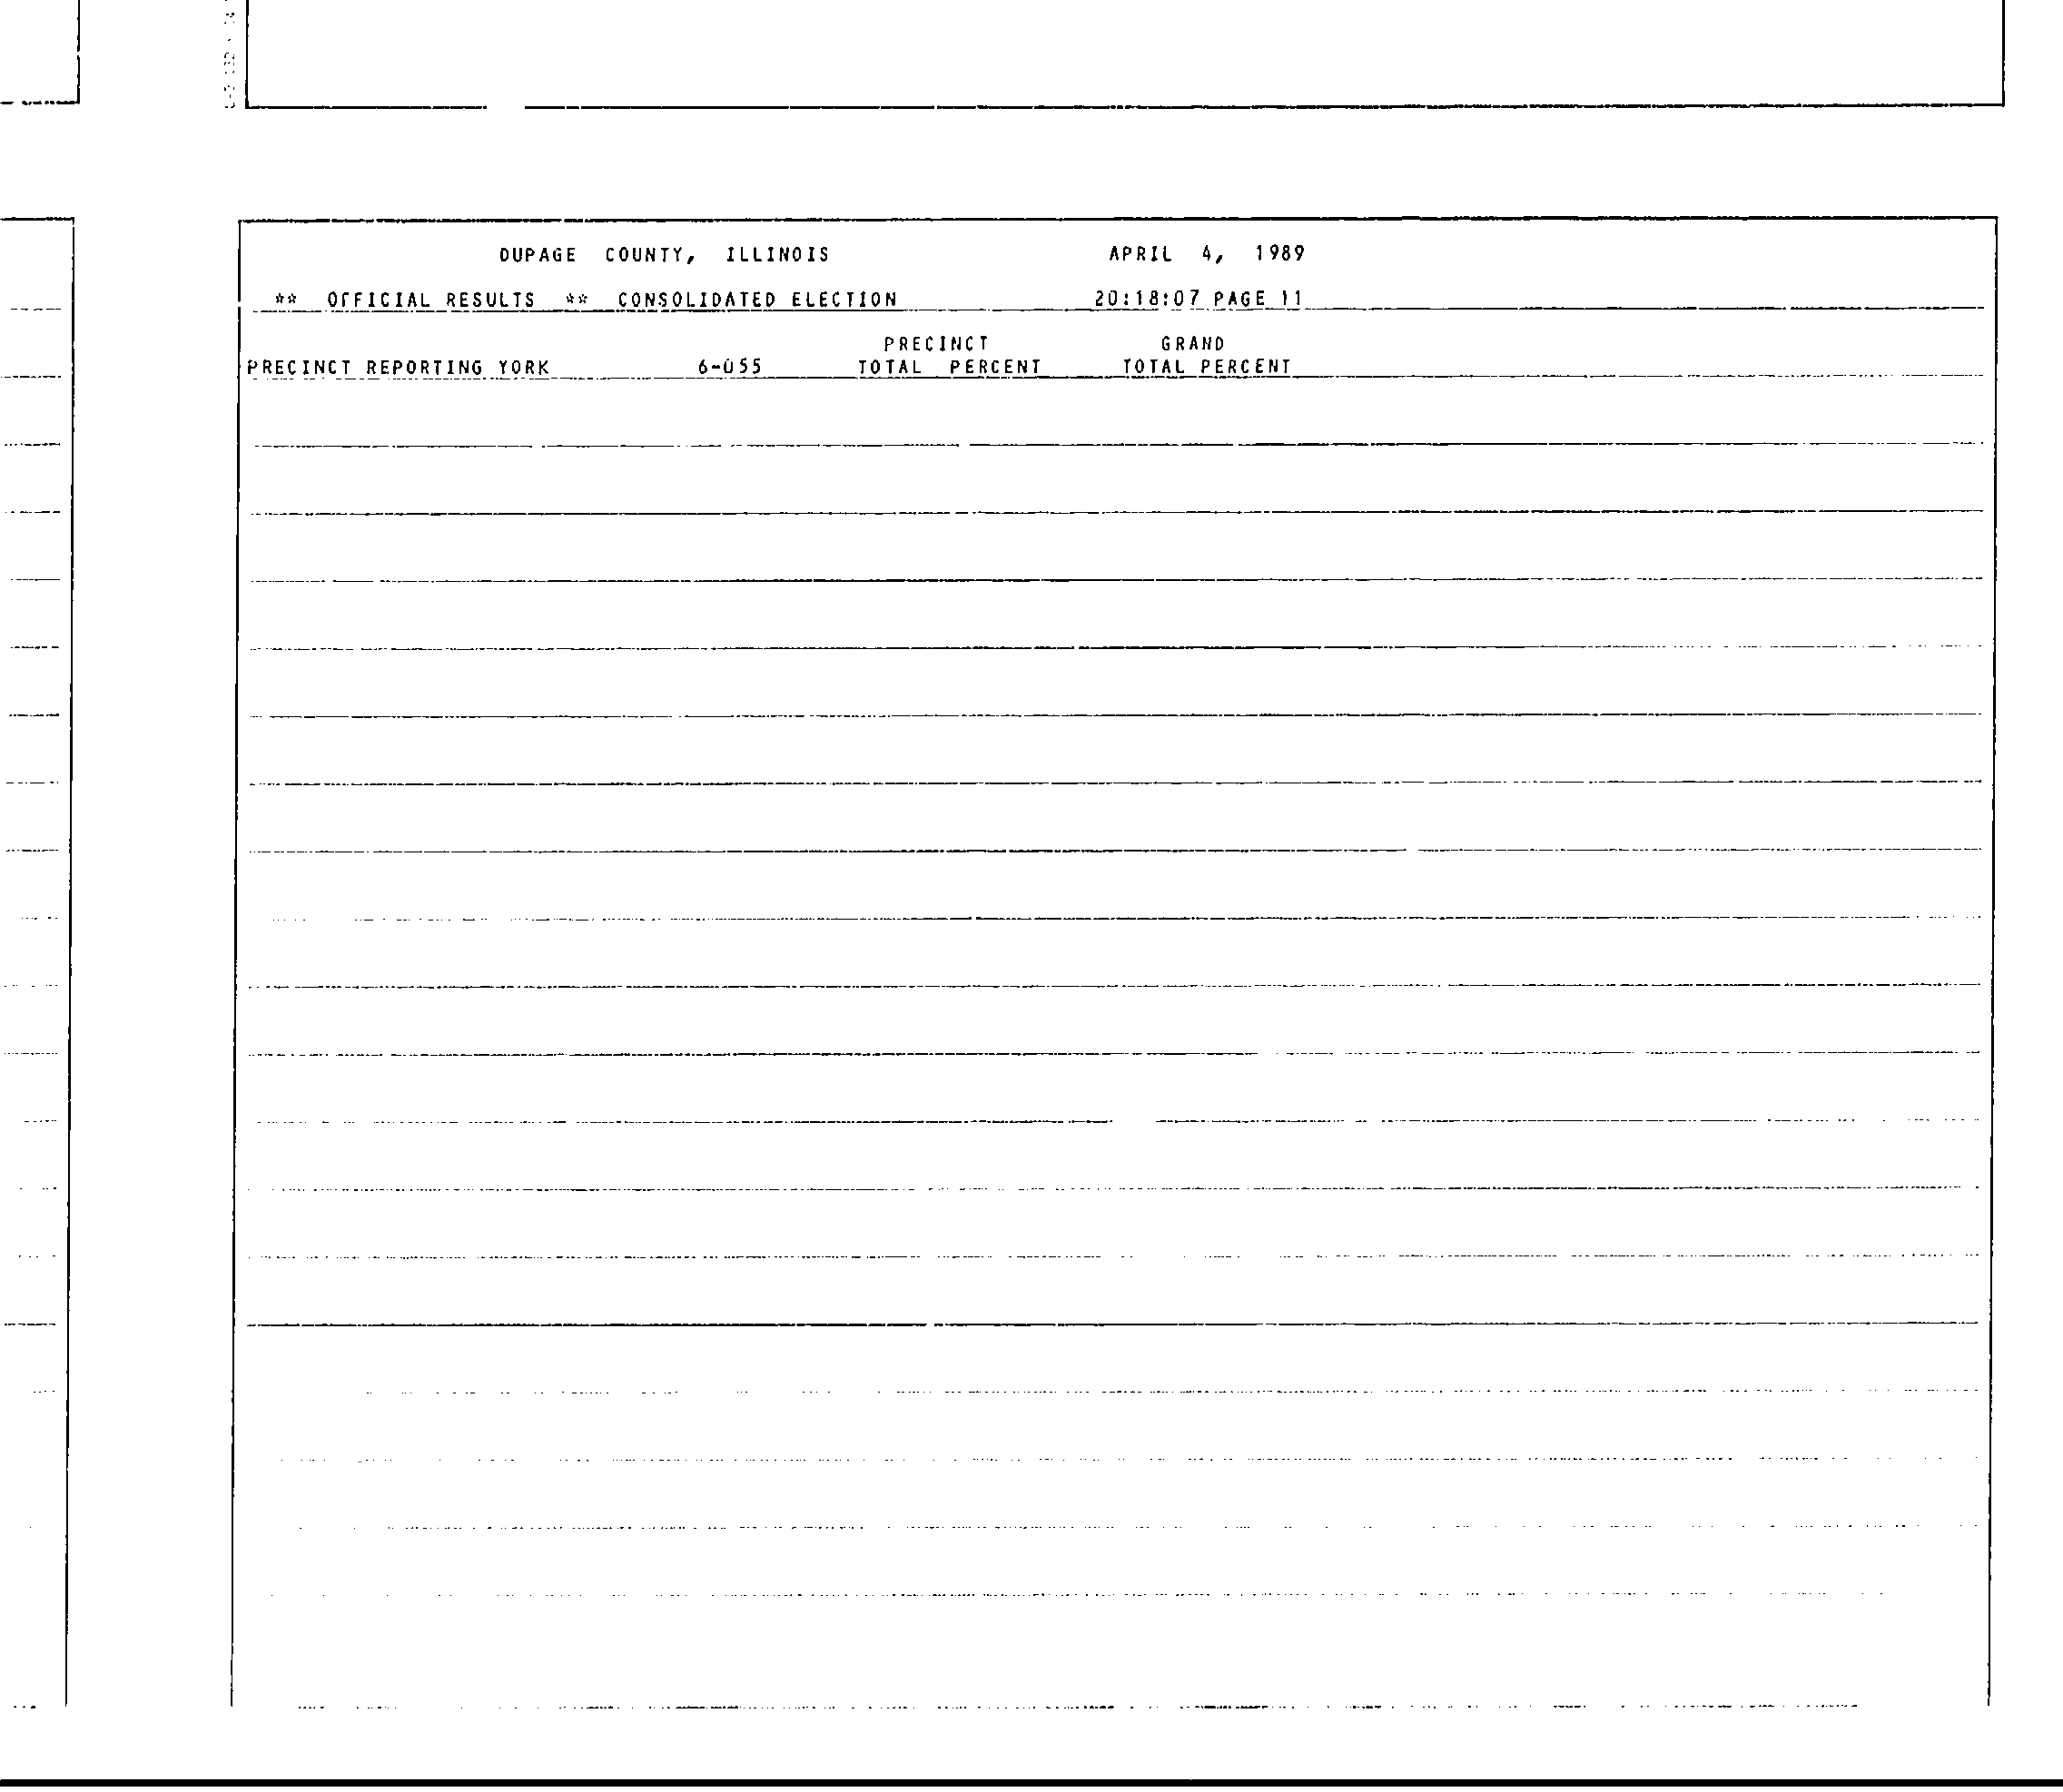 DUPAGE COUNTY, ILLINOIS APRIL 4, 1989
** OFFICIAL RESULTS ** CONSOLIDATED ELECTION 20:18:07 PAGE 11
PRECINCT GRAND
PRECINCT REPORTING YORK 6-055 TOTAL PERCENT TOTAL PERCENT